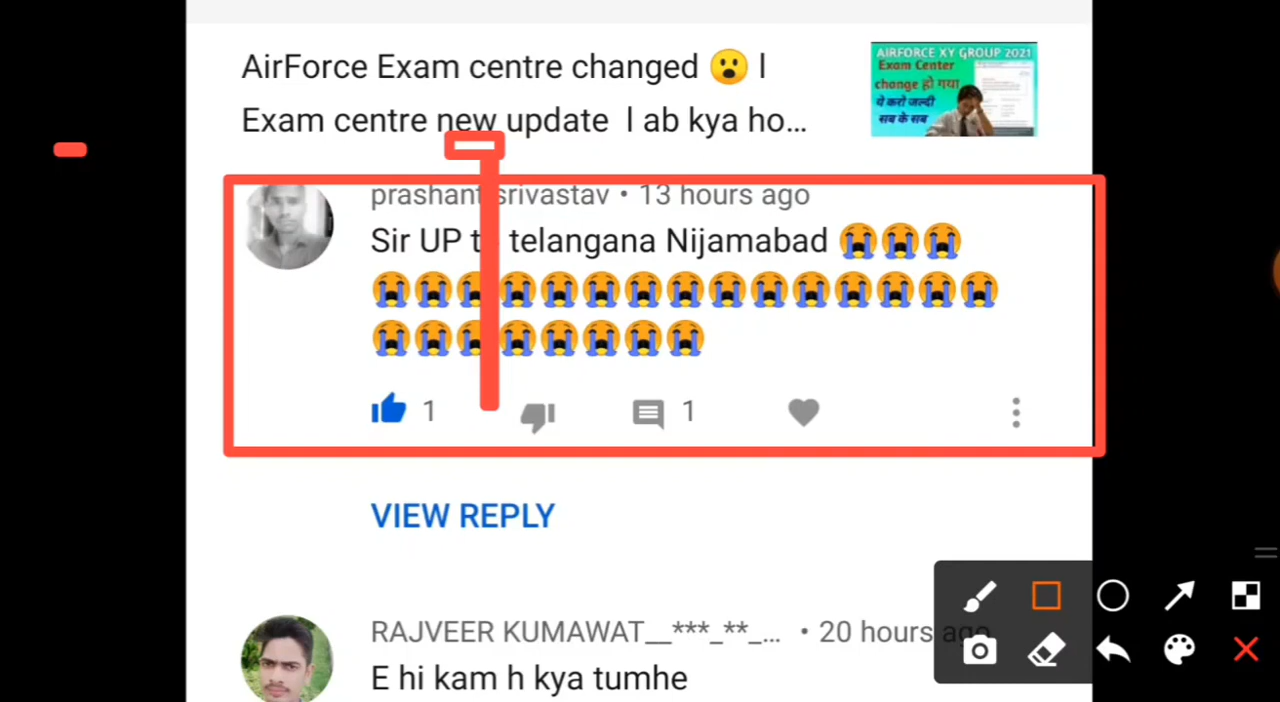 AirForce Exam centre changed 😮 l
Exam centre new update l ab kya ho...
AIRFORCE XY GROUP 2021
Exam Center
change हो गया
ये करो जल्दी
सब के सब
prashant srivastav • 13 hours ago
Sir UP to telangana Nijamabad 😭😭😭
😭😭😭😭😭😭😭😭😭😭😭😭😭😭😭
😭😭😭😭😭😭😭😭
1 1
VIEW REPLY
RAJVEER KUMAWAT__***_**_... • 20 hours ago
E hi kam h kya tumhe